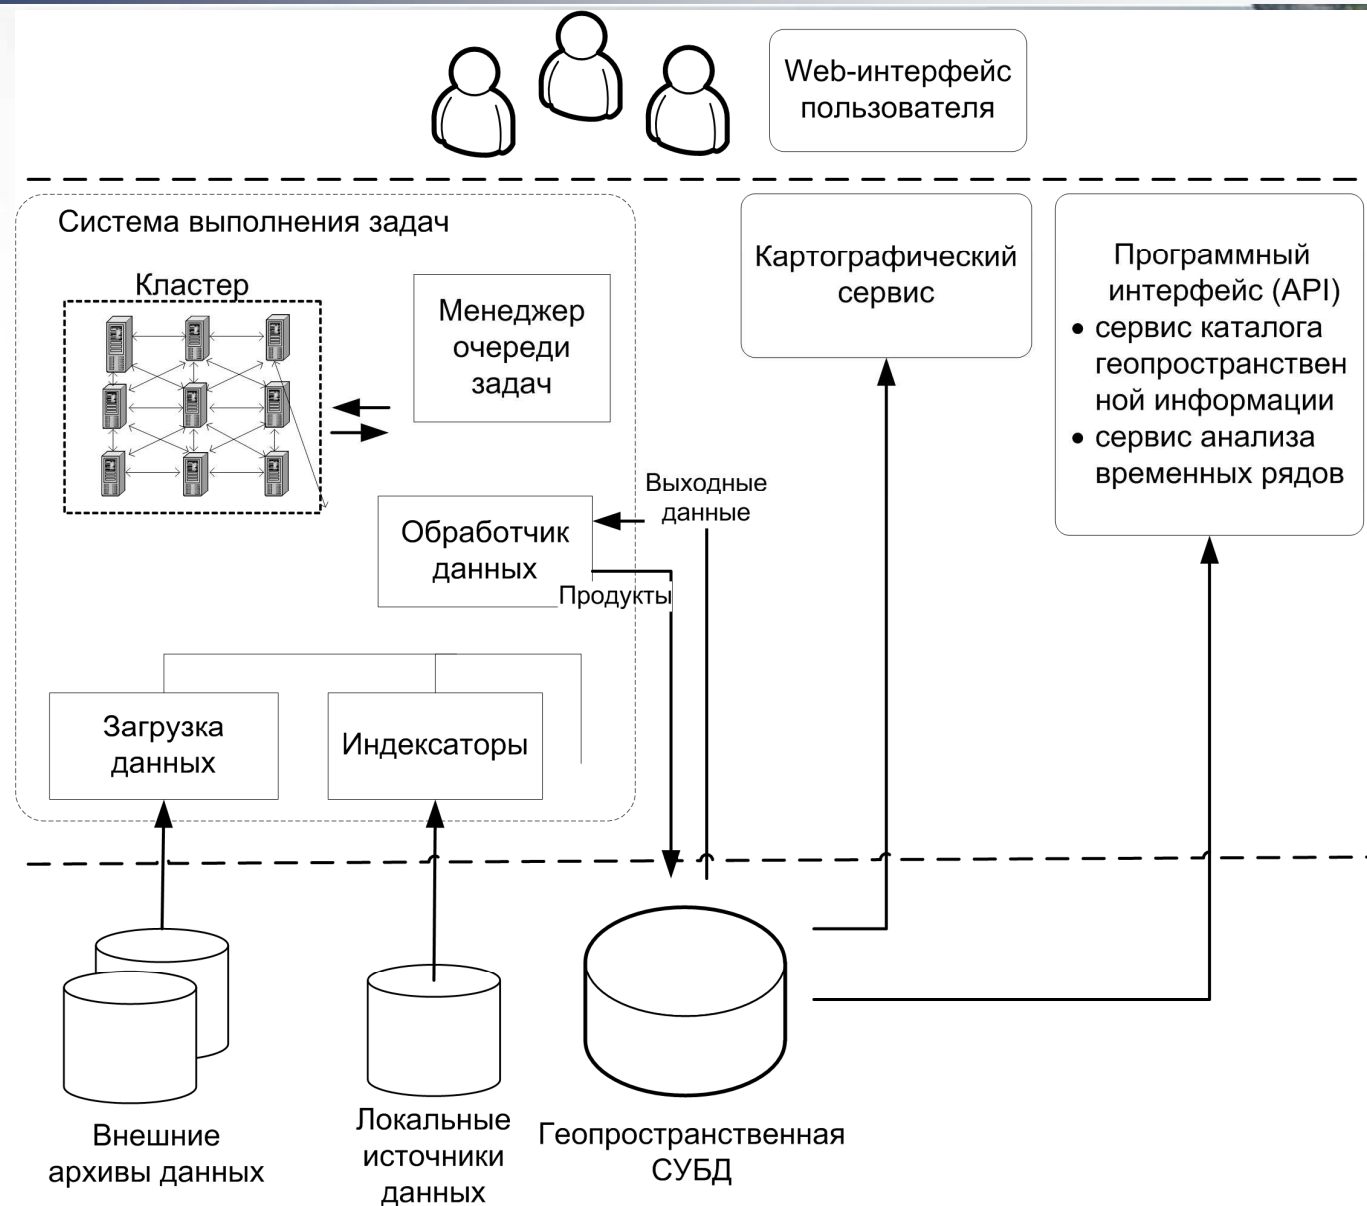 Web-интерфейс
пользователя
Система выполнения задач
Кластер
Менеджер
очереди
задач
Картографический
сервис
Программный
интерфейс (API)
• сервис каталога
геопространствен
ной информации
• сервис анализа
временных рядов
Выходные
данные
Обработчик
данных
Продукты
Загрузка
данных
Индексаторы
Внешние
архивы данных
Локальные
источники
данных
Геопространственная
СУБД